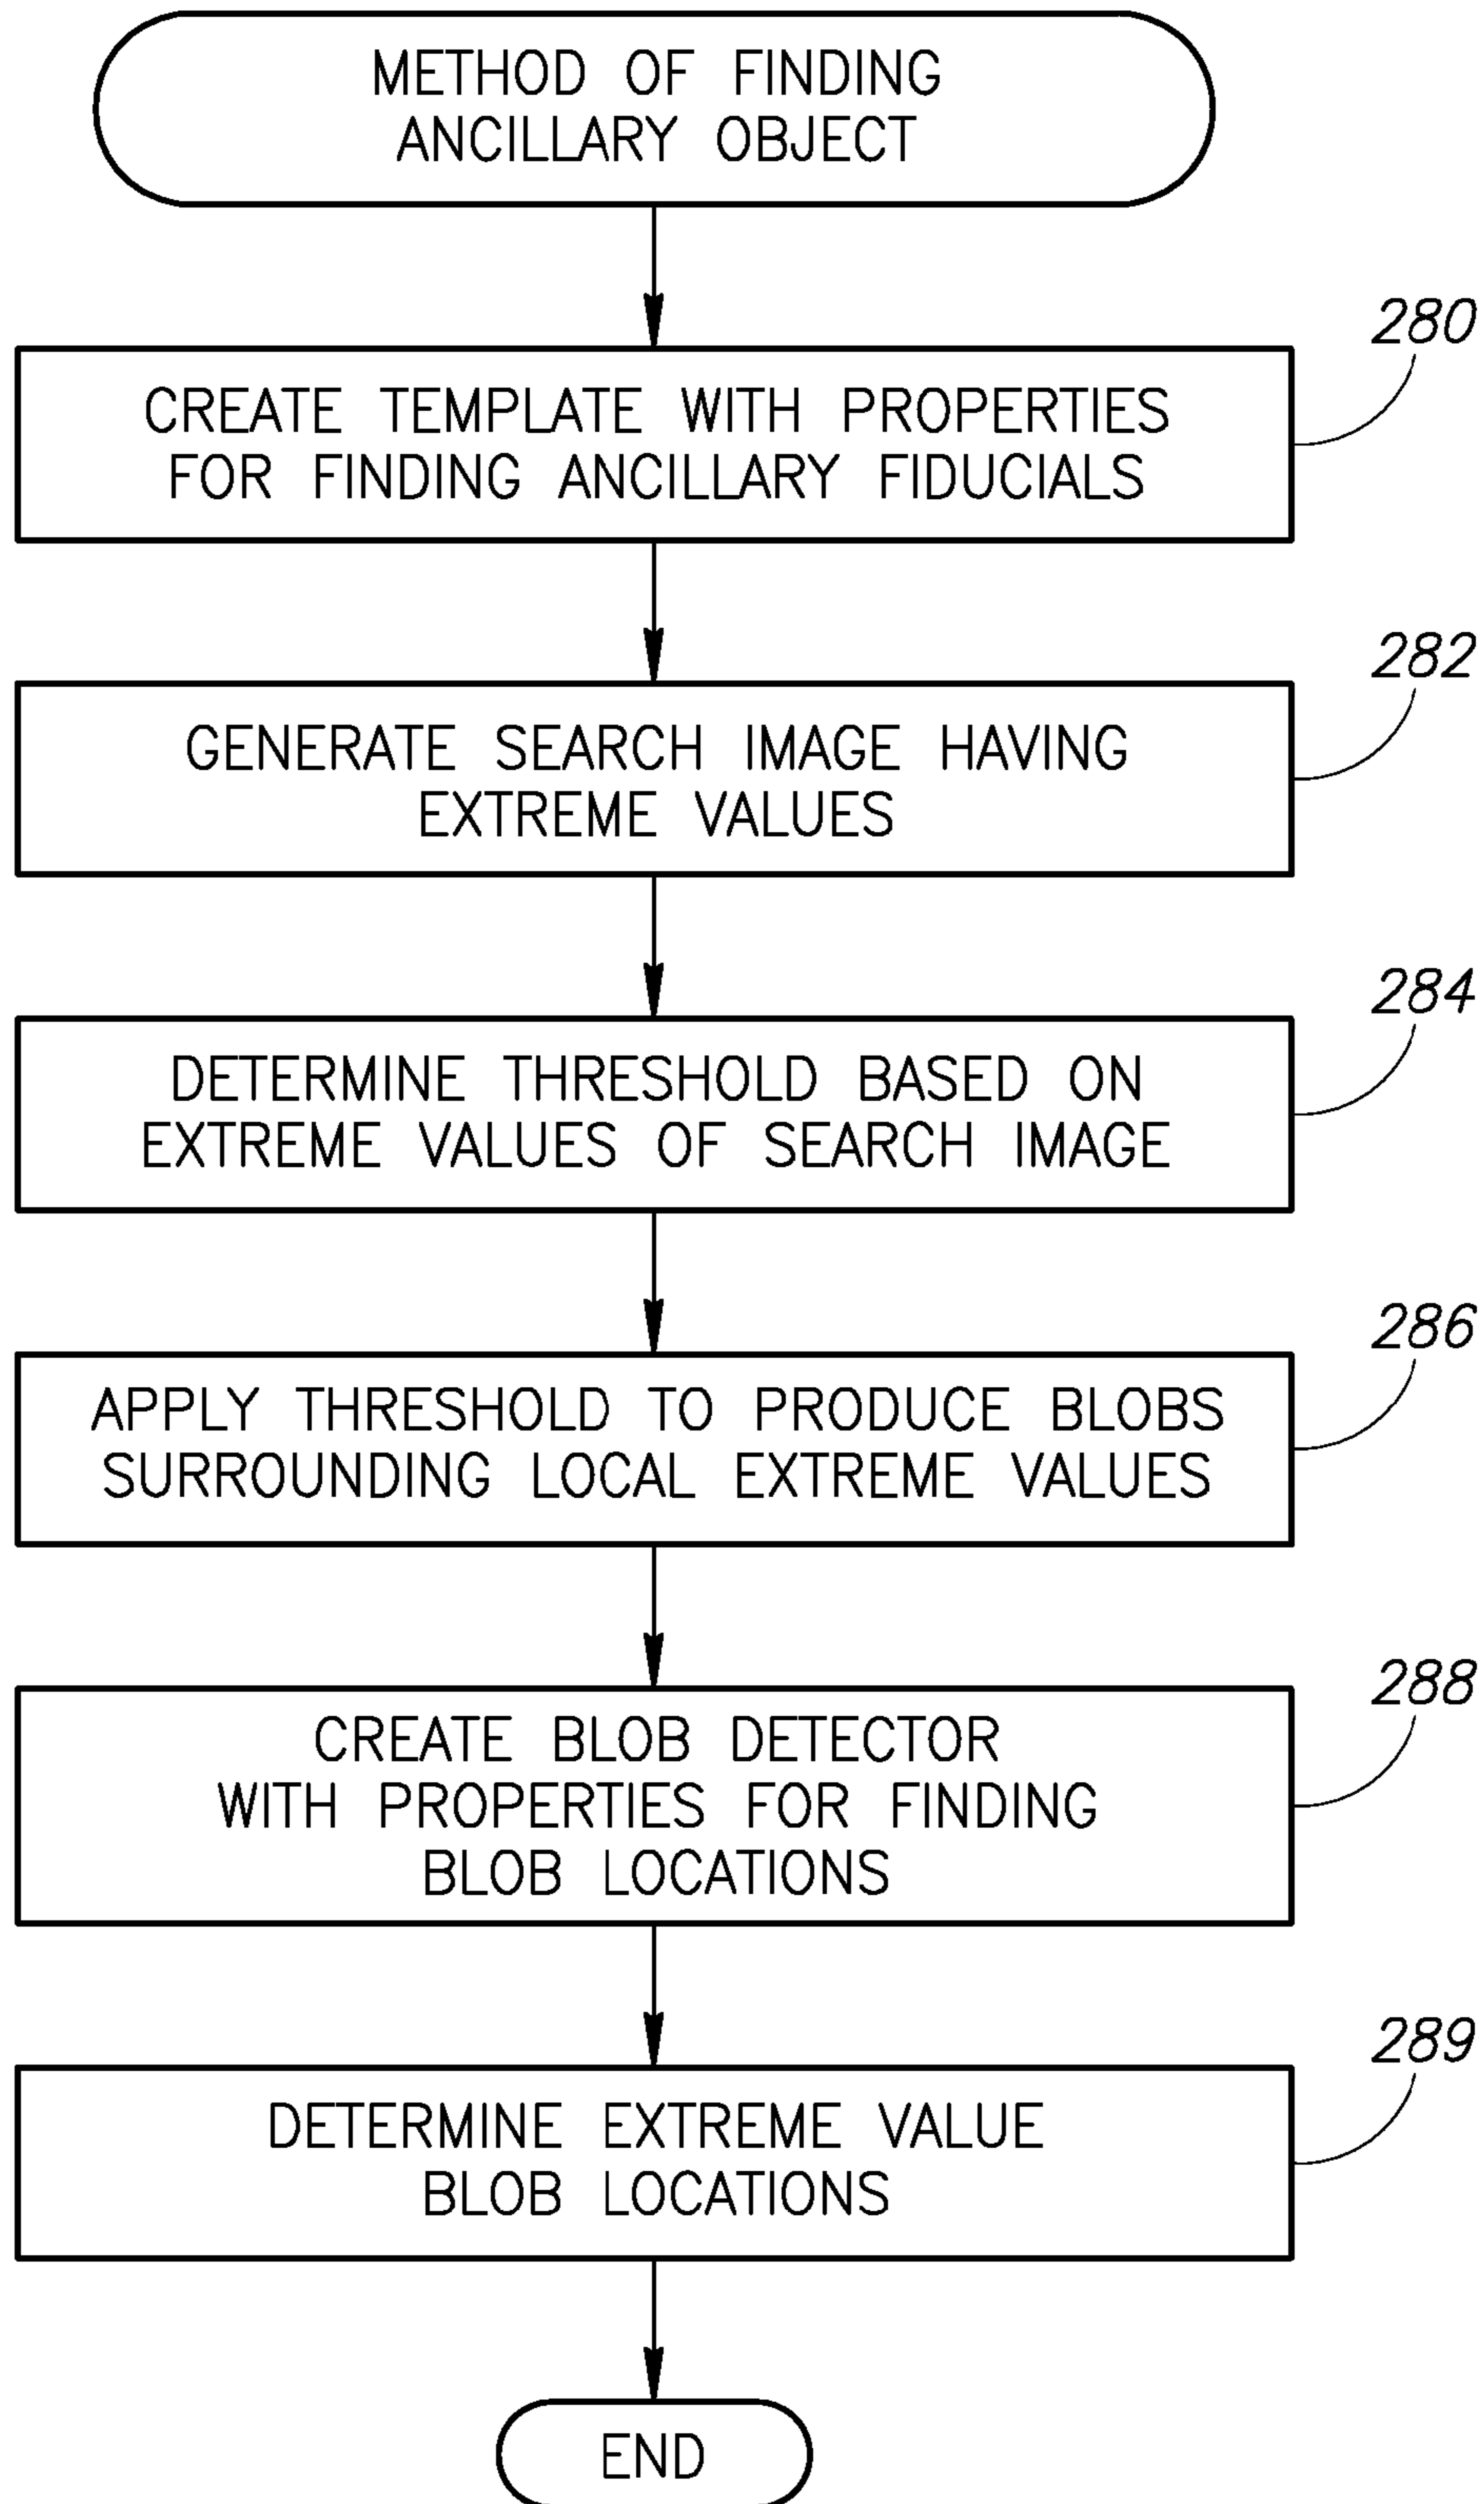 METHOD OF FINDING
ANCILLARY OBJECT
280
CREATE TEMPLATE WITH PROPERTIES
FOR FINDING ANCILLARY FIDUCIALS
282
GENERATE SEARCH IMAGE HAVING
EXTREME VALUES
284
DETERMINE THRESHOLD BASED ON
EXTREME VALUES OF SEARCH IMAGE
286
APPLY THRESHOLD TO PRODUCE BLOBS
SURROUNDING LOCAL EXTREME VALUES
288
CREATE BLOB DETECTOR
WITH PROPERTIES FOR FINDING
BLOB LOCATIONS
289
DETERMINE EXTREME VALUE
BLOB LOCATIONS
END